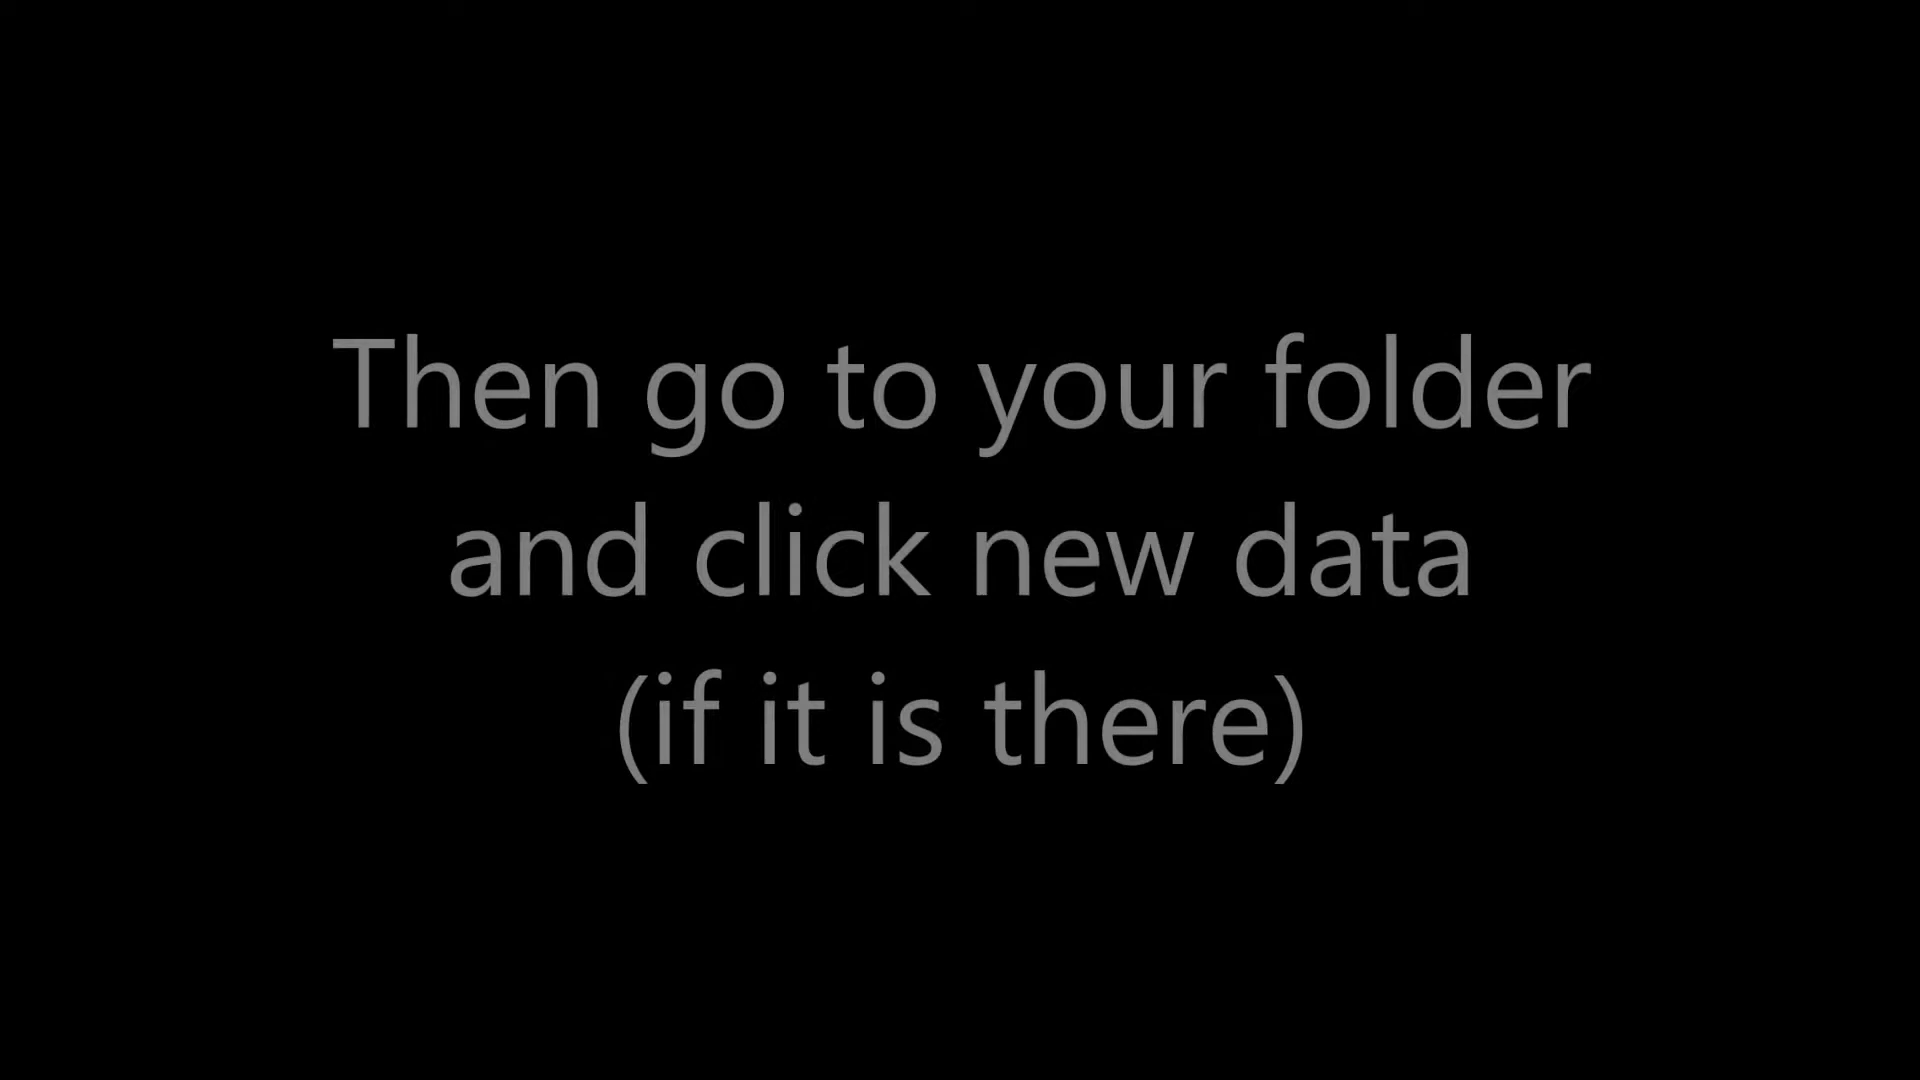 Then go to your folder
and click new data
(if it is there)